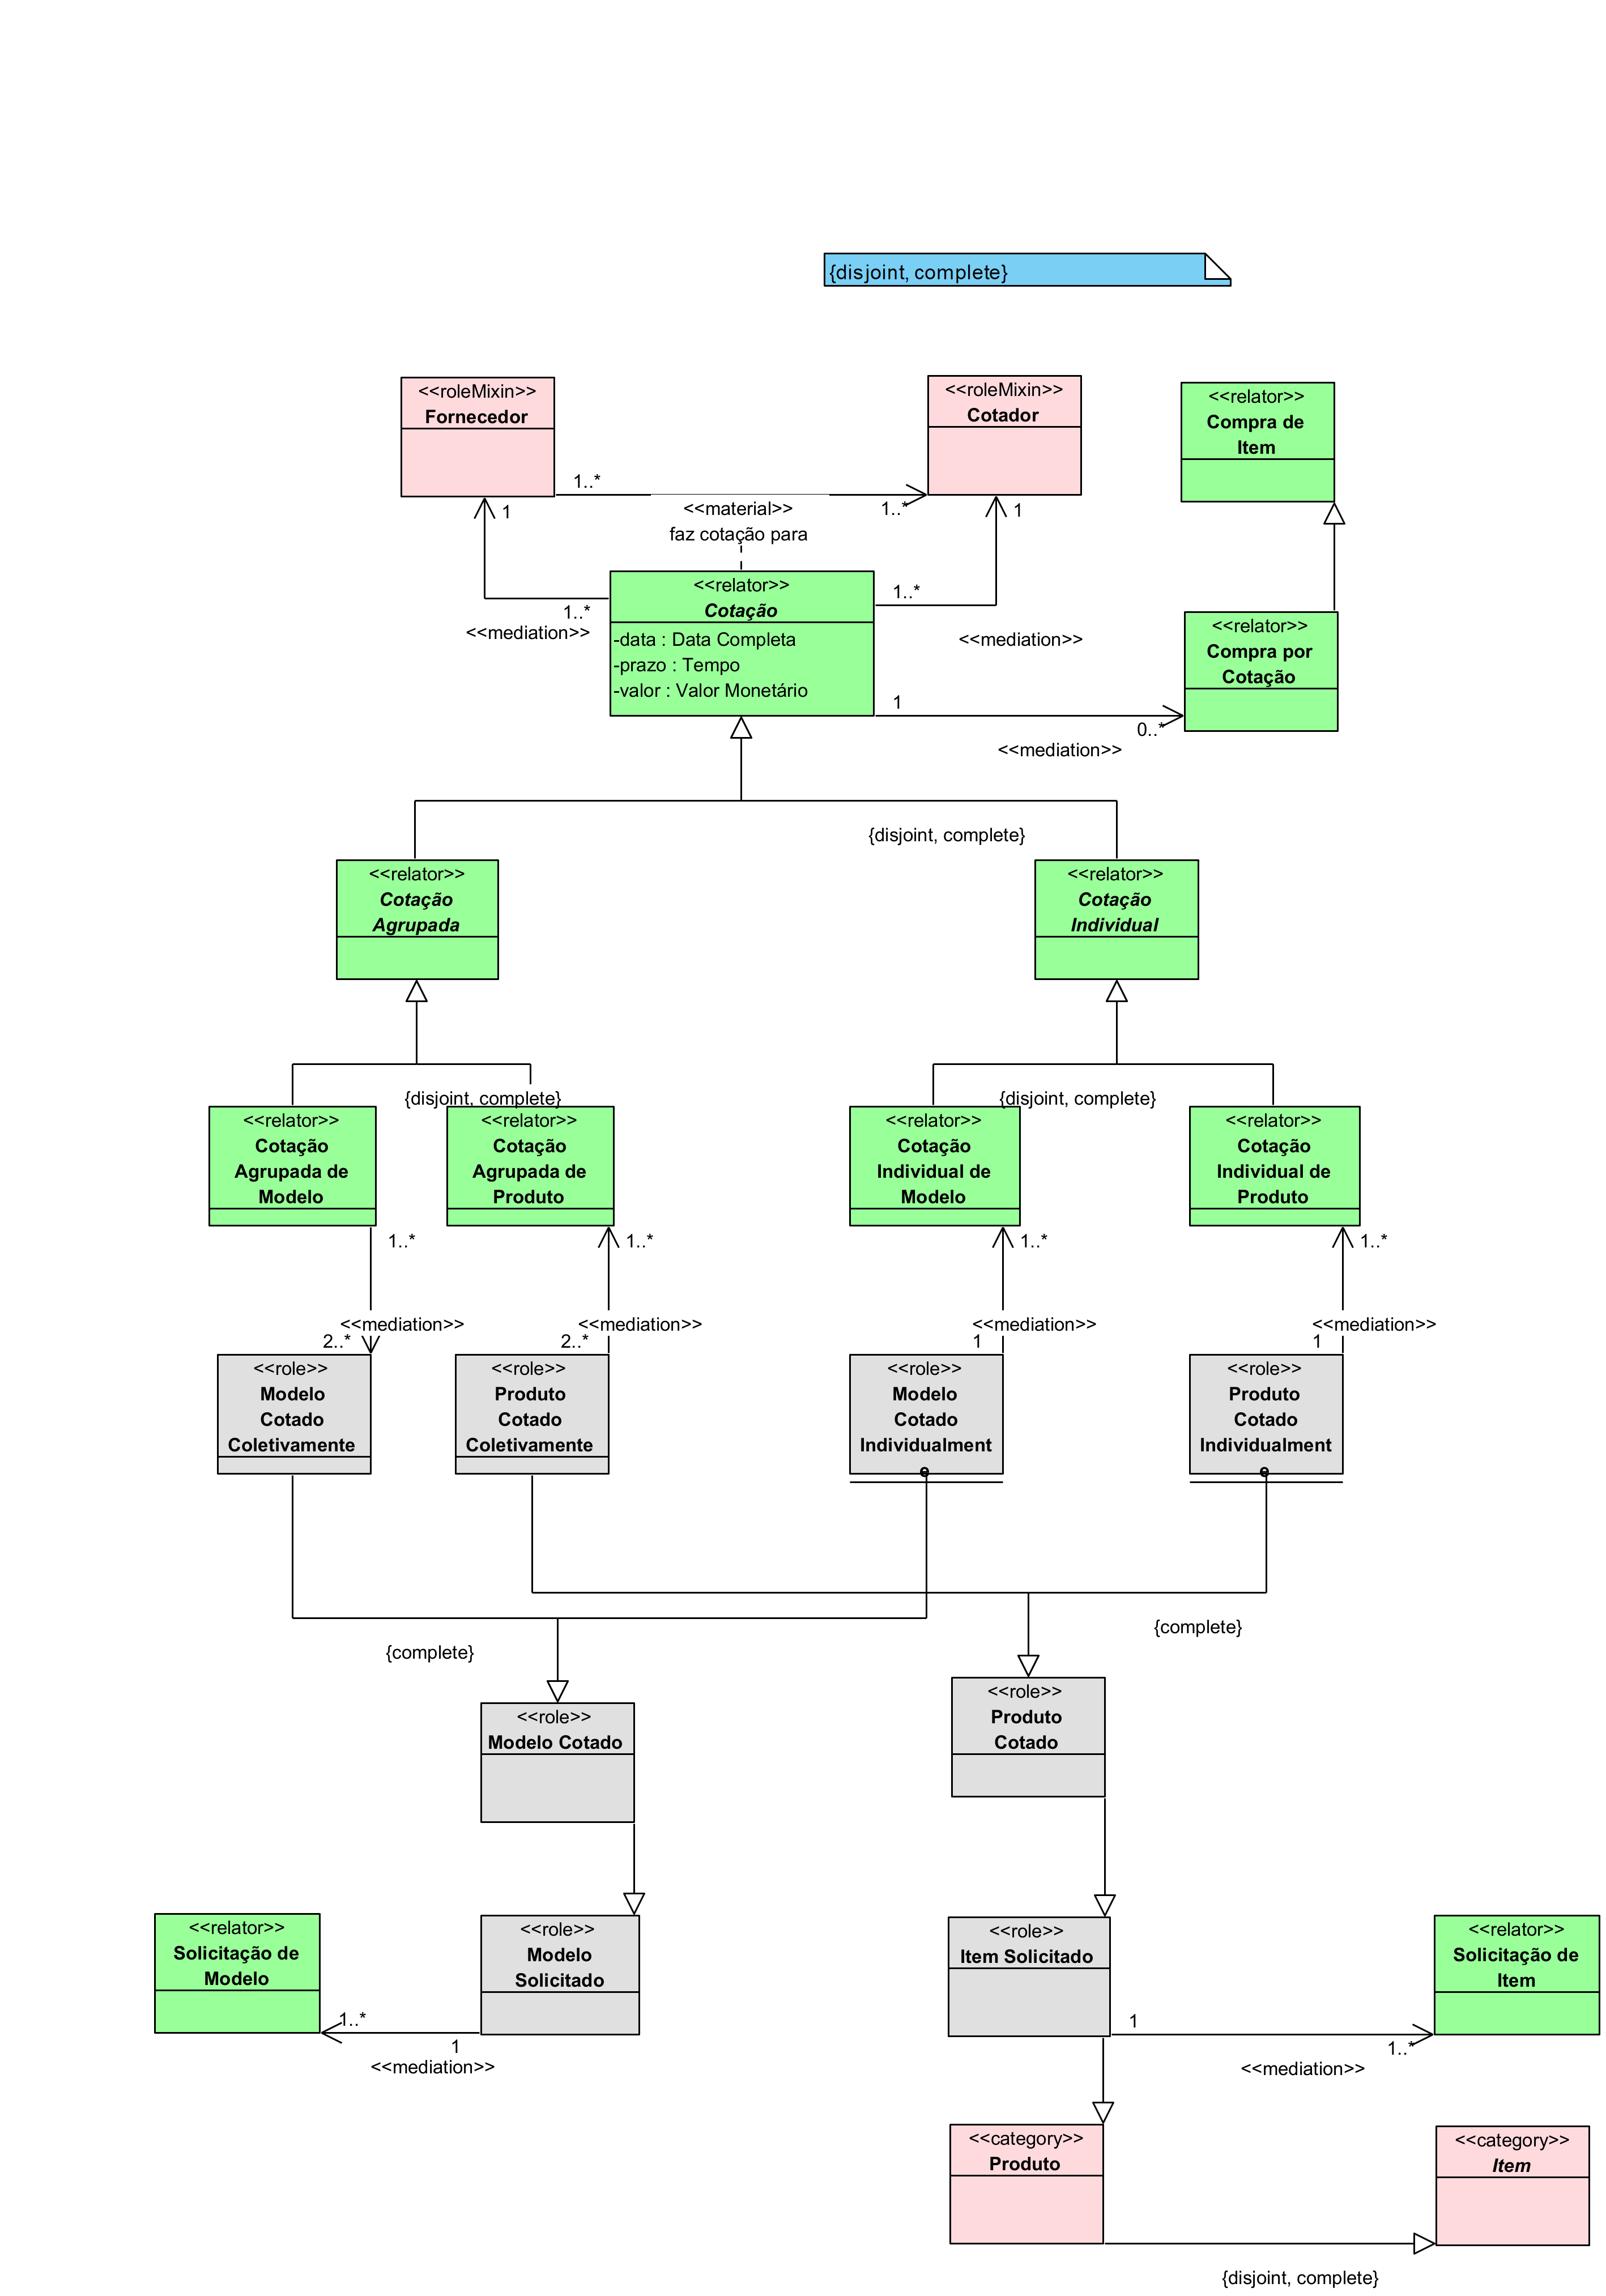 {disjoint, complete}
<<roleMixin>>
Fornecedor
<<roleMixin>>
Cotador
<<relator>>
Compra de
Item
1..*
1..*
<<material>>
faz cotação para
1
1
<<relator>>
Cotação
-data : Data Completa
-prazo : Tempo
-valor : Valor Monetário
1..*
<<mediation>>
1..*
<<mediation>>
<<relator>>
Compra por
Cotação
1
0..*
<<mediation>>
{disjoint, complete}
<<relator>>
Cotação
Agrupada
<<relator>>
Cotação
Individual
{disjoint, complete}
{disjoint, complete}
<<relator>>
Cotação
Agrupada de
Modelo
<<relator>>
Cotação
Agrupada de
Produto
<<relator>>
Cotação
Individual de
Modelo
<<relator>>
Cotação
Individual de
Produto
1..*
1..*
1..*
1..*
<<mediation>>
<<mediation>>
<<mediation>>
<<mediation>>
2..*
2..*
1
1
<<role>>
Modelo
Cotado
Coletivamente
<<role>>
Produto
Cotado
Coletivamente
<<role>>
Modelo
Cotado
Individualment
e
<<role>>
Produto
Cotado
Individualment
e
{complete}
{complete}
<<role>>
Modelo Cotado
<<role>>
Produto
Cotado
<<relator>>
Solicitação de
Modelo
<<role>>
Modelo
Solicitado
<<role>>
Item Solicitado
<<relator>>
Solicitação de
Item
1..*
1
<<mediation>>
1
1..*
<<mediation>>
<<category>>
Produto
<<category>>
Item
{disjoint, complete}